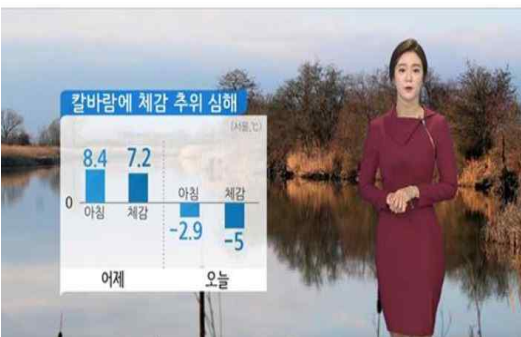 칼바람에 체감 추위 심해
(서울,℃)
8.4 7.2
0
아침 체감
아침 체감
-2.9 -5
어제 오늘